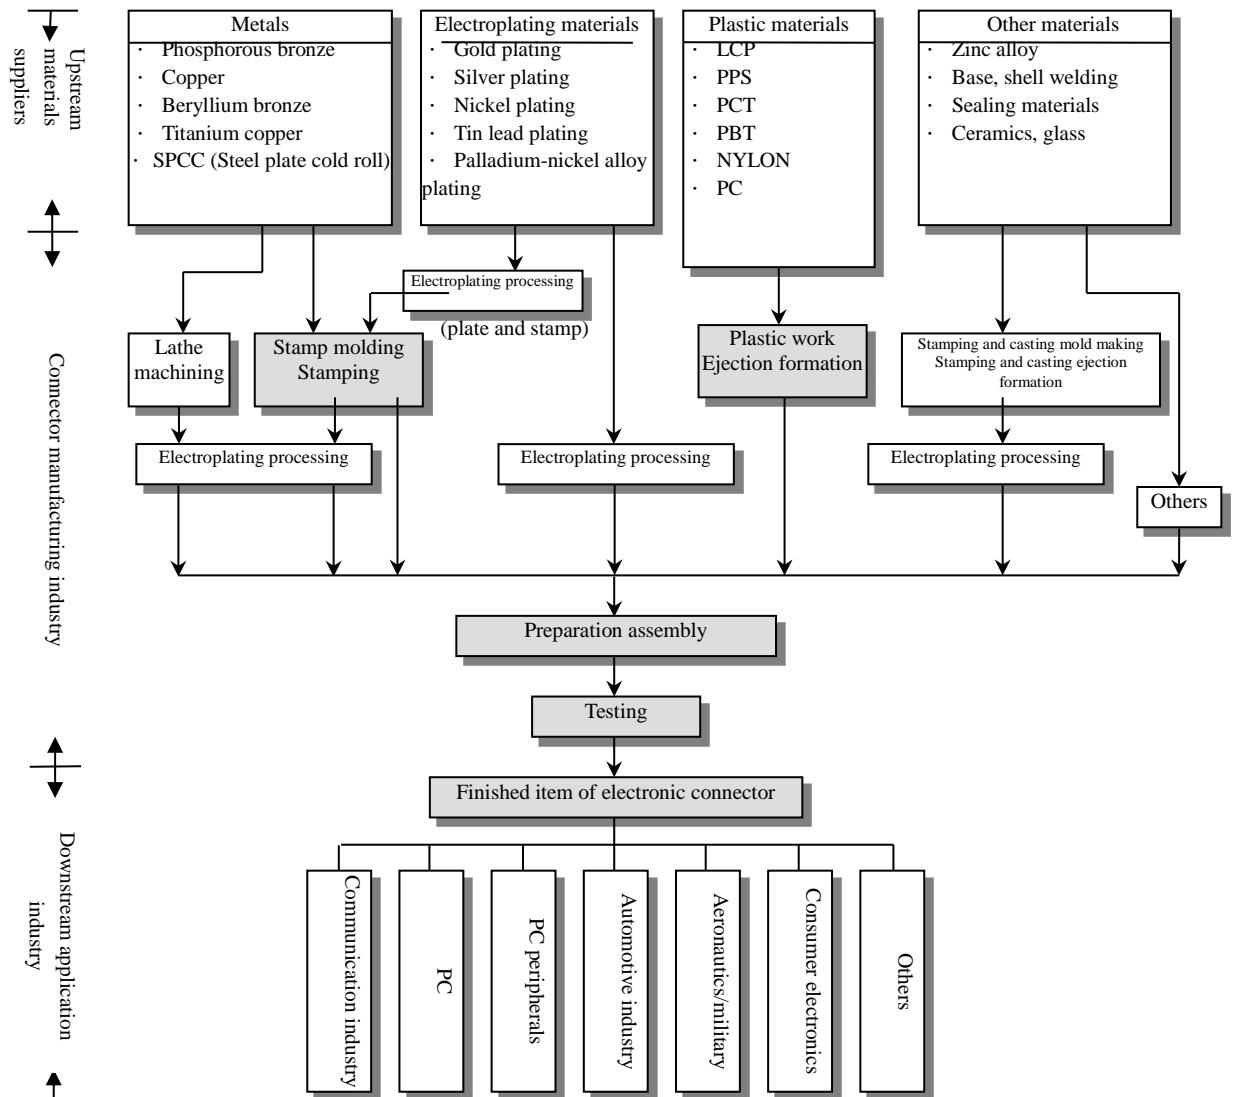 Upstream
materials
suppliers
Metals
· Phosphorous bronze
· Copper
· Beryllium bronze
· Titanium copper
· SPCC (Steel plate cold roll)
Electroplating materials
· Gold plating
· Silver plating
· Nickel plating
· Tin lead plating
· Palladium-nickel alloy
plating
Plastic materials
· LCP
· PPS
· PCT
· PBT
· NYLON
· PC
Other materials
· Zinc alloy
· Base, shell welding
· Sealing materials
· Ceramics, glass
Connector manufacturing industry
Electroplating processing
(plate and stamp)
Lathe
machining
Stamp molding
Stamping
Plastic work
Ejection formation
Stamping and casting mold making
Stamping and casting ejection
formation
Electroplating processing
Electroplating processing
Electroplating processing
Others
Preparation assembly
Testing
Finished item of electronic connector
Downstream application
industry
Communication industry
PC
PC peripherals
Automotive industry
Aeronautics/military
Consumer electronics
Others